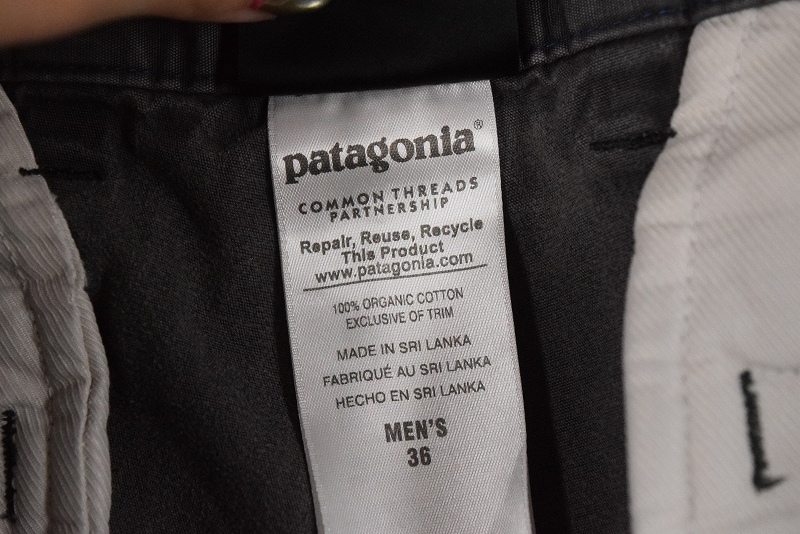 patagonia®
COMMON THREADS
PARTNERSHIP
Repair, Reuse, Recycle
This Product
www.patagonia.com
100% ORGANIC COTTON
EXCLUSIVE OF TRIM
MADE IN SRI LANKA
FABRIQUÉ AU SRI LANKA
HECHO EN SRI LANKA
MEN'S
36